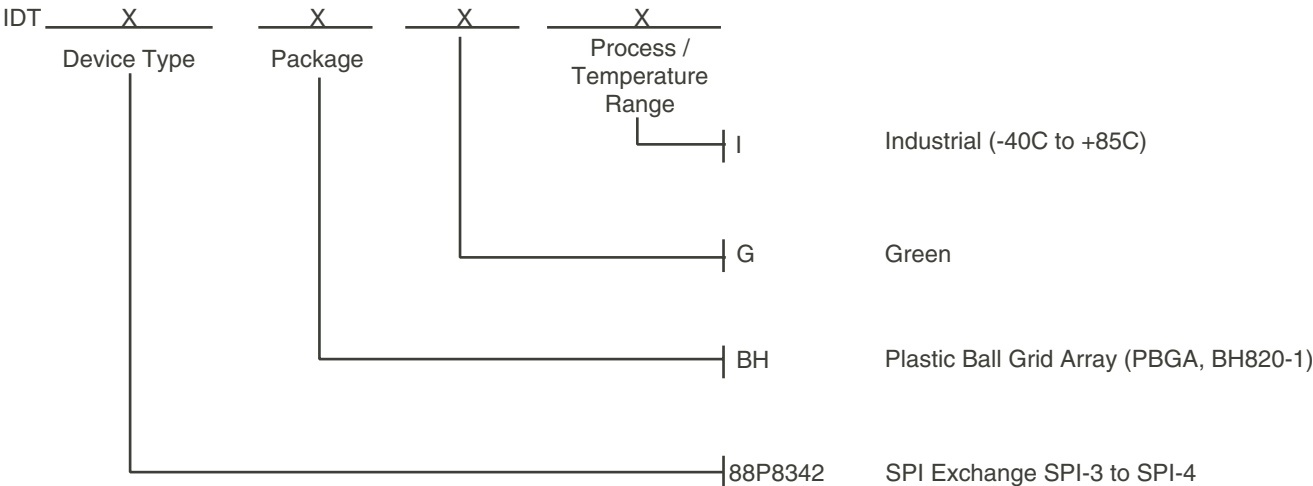 IDT X X X X
Device Type Package Process /
Temperature
Range
I Industrial (-40C to +85C)
G Green
BH Plastic Ball Grid Array (PBGA, BH820-1)
88P8342 SPI Exchange SPI-3 to SPI-4